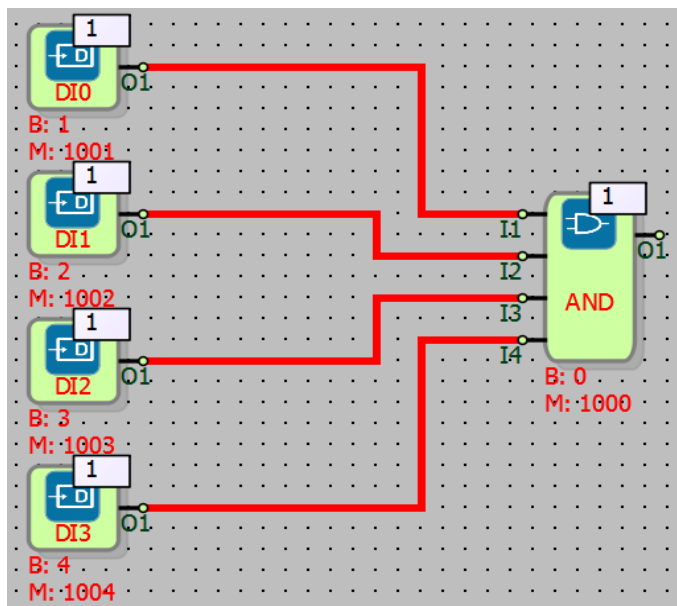 1
D
DI0
O1
B: 1
M: 1001
1
D
DI1
O1
B: 2
M: 1002
1
D
DI2
O1
B: 3
M: 1003
1
D
DI3
O1
B: 4
M: 1004
1
I1
I2
I3
I4
AND
O1
B: 0
M: 1000